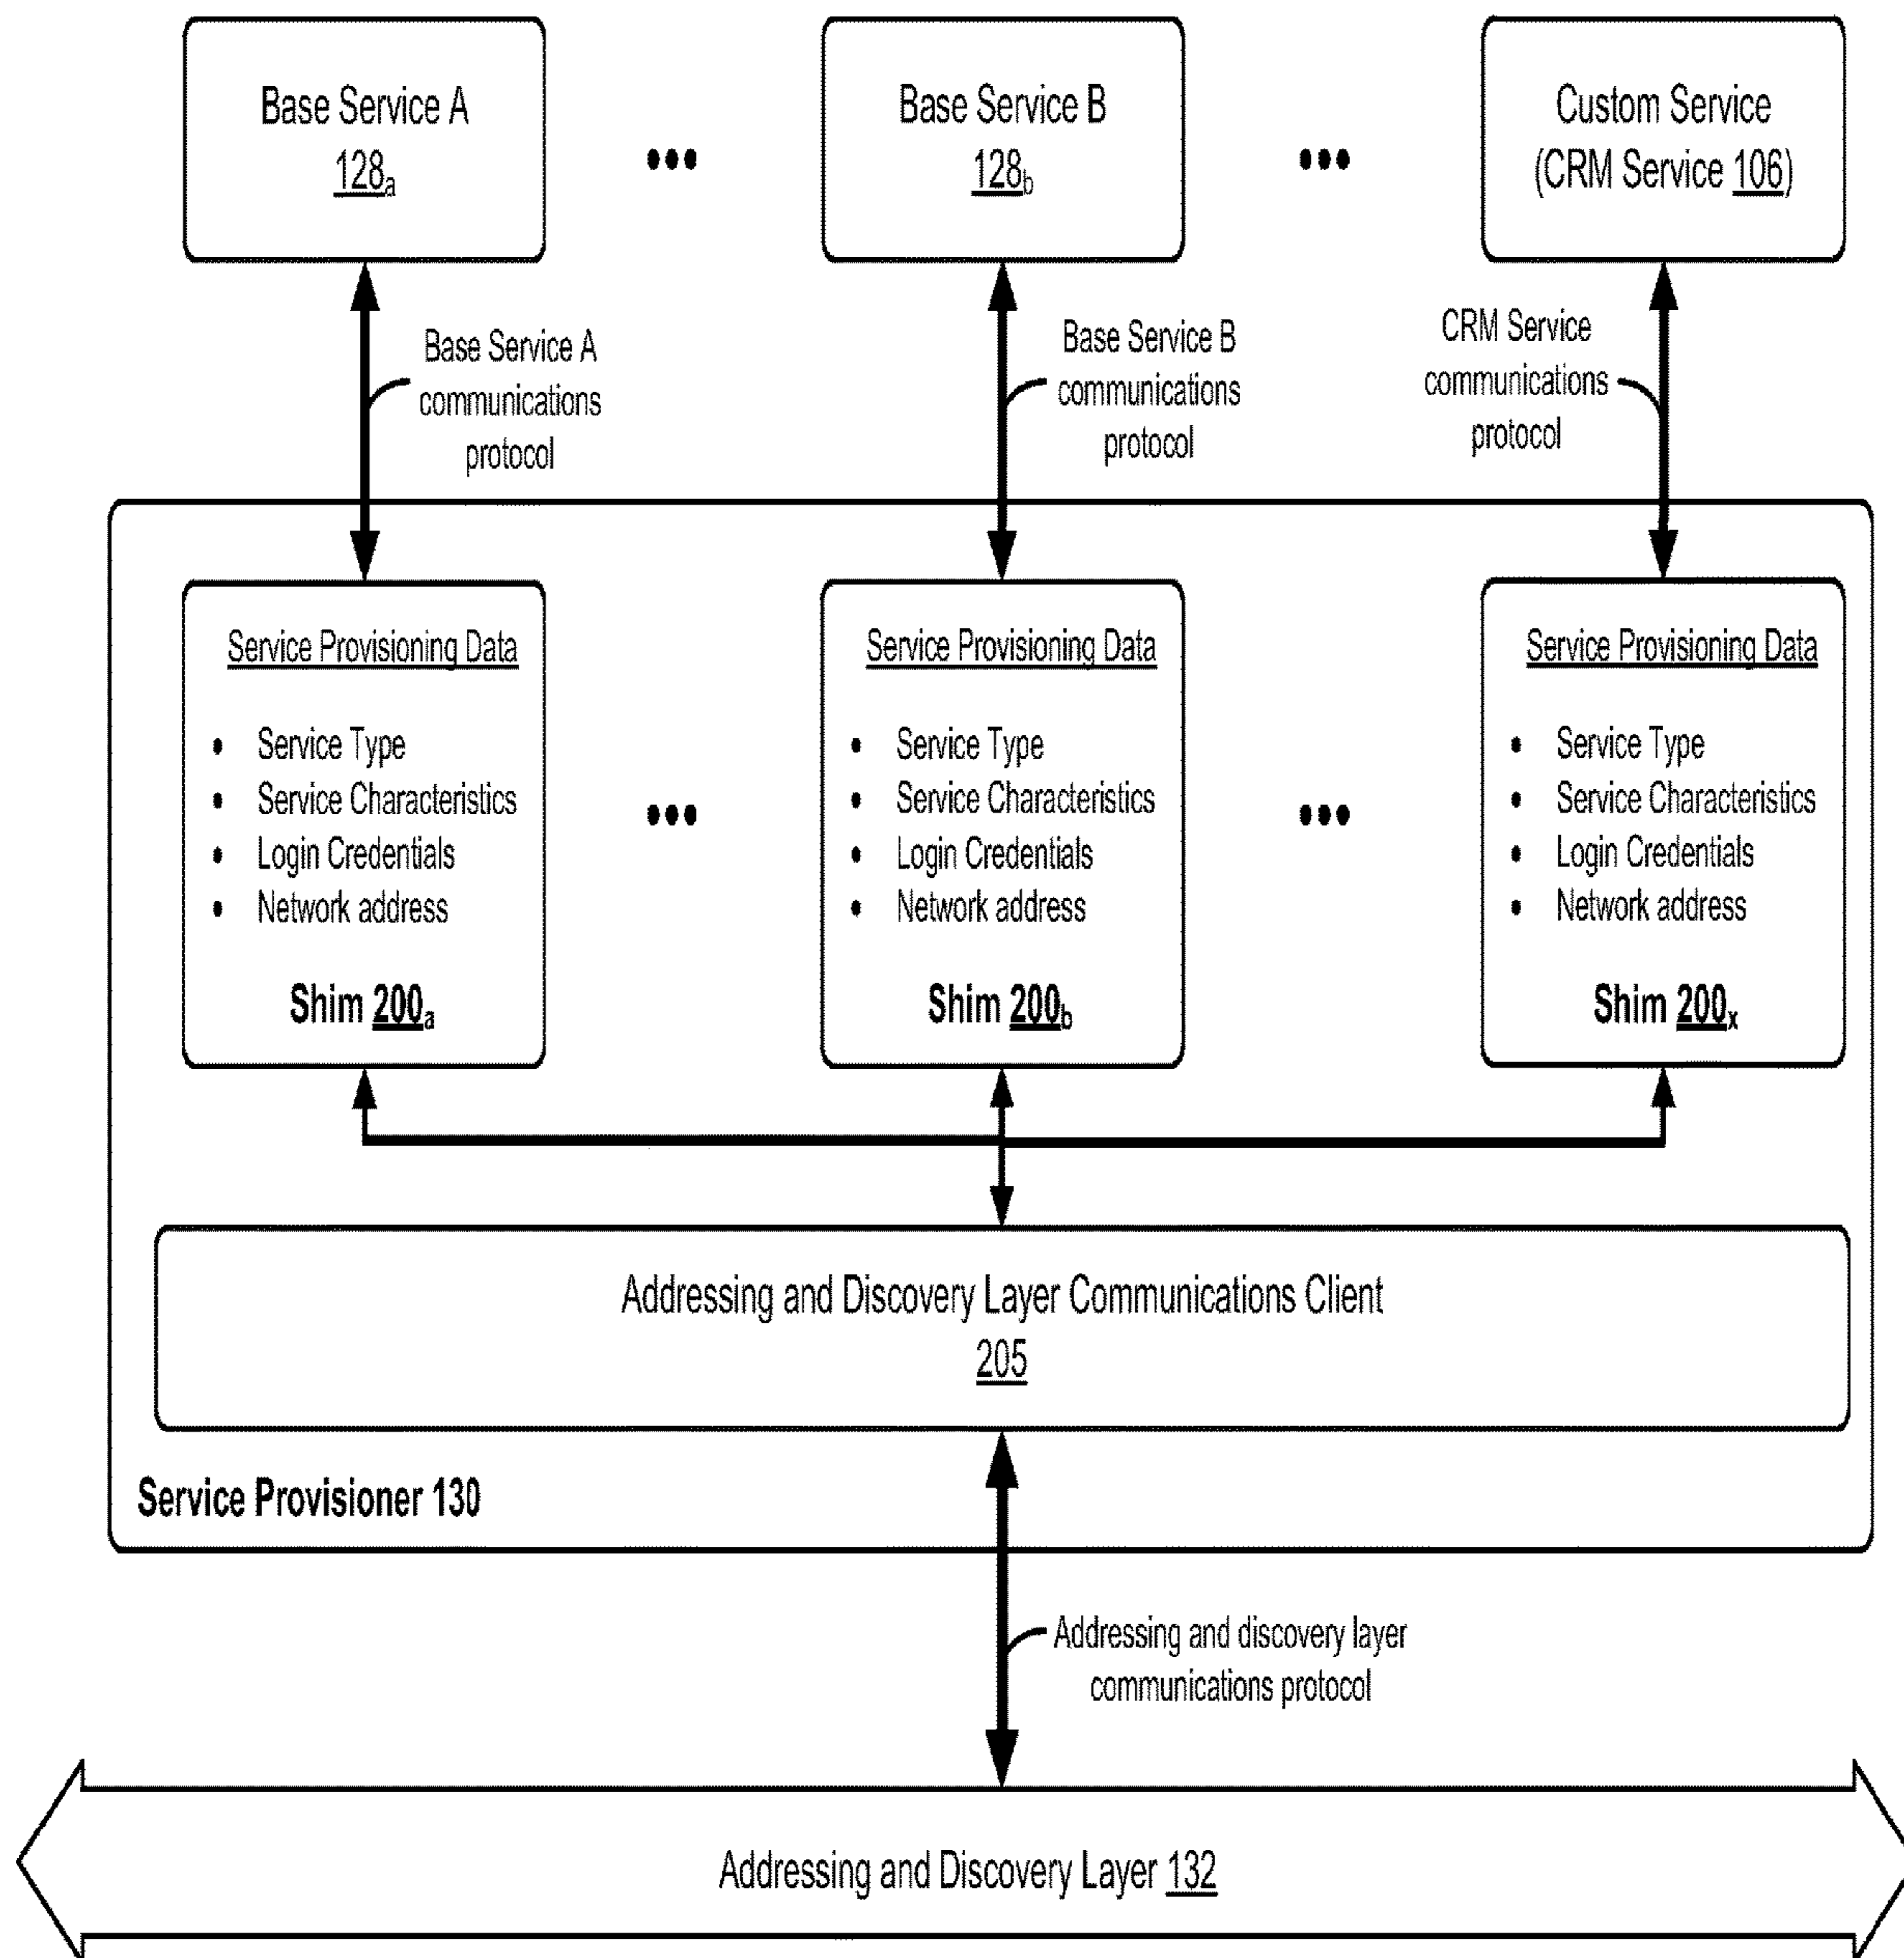 Base Service A
128a
Base Service B
128b
Custom Service
(CRM Service 106)
Base Service A
communications
protocol
Base Service B
communications
protocol
CRM Service
communications
protocol
Service Provisioning Data
• Service Type
• Service Characteristics
• Login Credentials
• Network address
Shim 200a
Service Provisioning Data
• Service Type
• Service Characteristics
• Login Credentials
• Network address
Shim 200b
Service Provisioning Data
• Service Type
• Service Characteristics
• Login Credentials
• Network address
Shim 200x
Addressing and Discovery Layer Communications Client
205
Service Provisioner 130
Addressing and discovery layer
communications protocol
Addressing and Discovery Layer 132